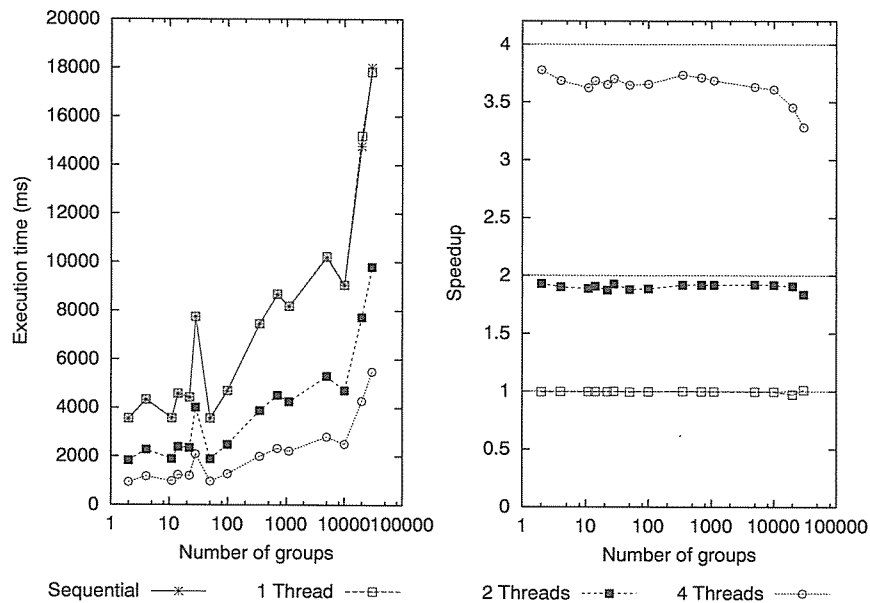 20000
18000
16000
14000
12000
10000
8000
6000
4000
2000
0
Execution time (ms)
1 10 100 1000 10000 100000
Number of groups
4
3.5
3
2.5
2
1.5
1
0.5
0
Speedup
1 10 100 1000 10000 100000
Number of groups
Sequential 1 Thread 2 Threads 4 Threads